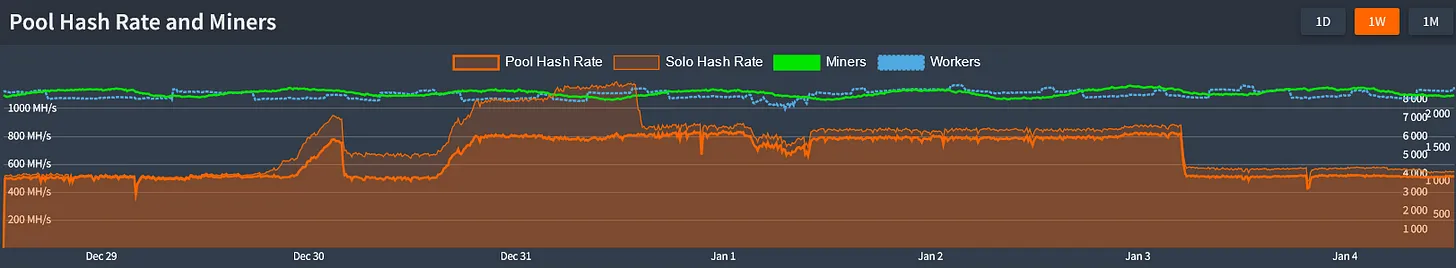 Pool Hash Rate and Miners
1D 1W 1M
Pool Hash Rate Solo Hash Rate Miners Workers
1000 MH/s
800 MH/s
600 MH/s
400 MH/s
200 MH/s
8 000
7 000
6 000
5 000
4 000
3 000
2 000
1 000
2 000
1 500
1 000
500
Dec 29 Dec 30 Dec 31 Jan 1 Jan 2 Jan 3 Jan 4